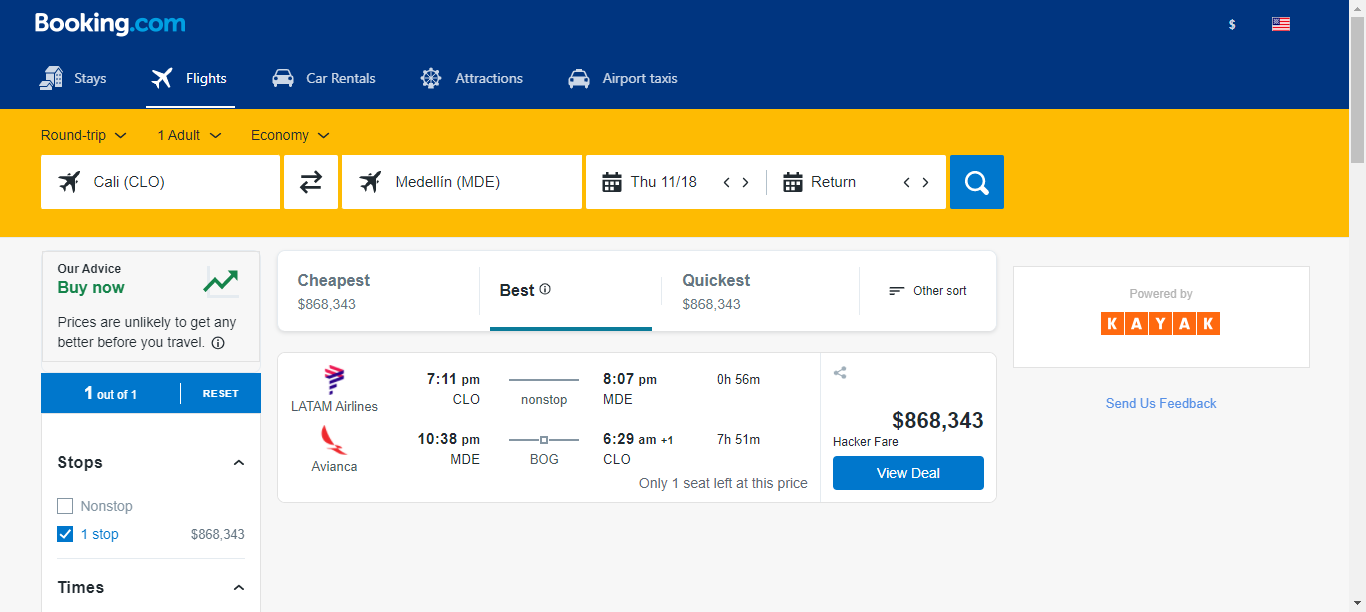 Booking.com
$
Stays
Flights
Car Rentals
Attractions
Airport taxis
Round-trip
1 Adult
Economy
Cali (CLO)
Medellín (MDE)
Thu 11/18
Return
Our Advice
Buy now
Prices are unlikely to get any
better before you travel.
1 out of 1
RESET
Stops
Nonstop
1 stop
$868,343
Times
Cheapest
$868,343
Best
Quickest
$868,343
Other sort
LATAM Airlines
7:11 pm
CLO
nonstop
8:07 pm
MDE
0h 56m
Avianca
10:38 pm
MDE
BOG
6:29 am +1
CLO
7h 51m
Only 1 seat left at this price
$868,343
Hacker Fare
View Deal
Powered by
KAYAK
Send Us Feedback